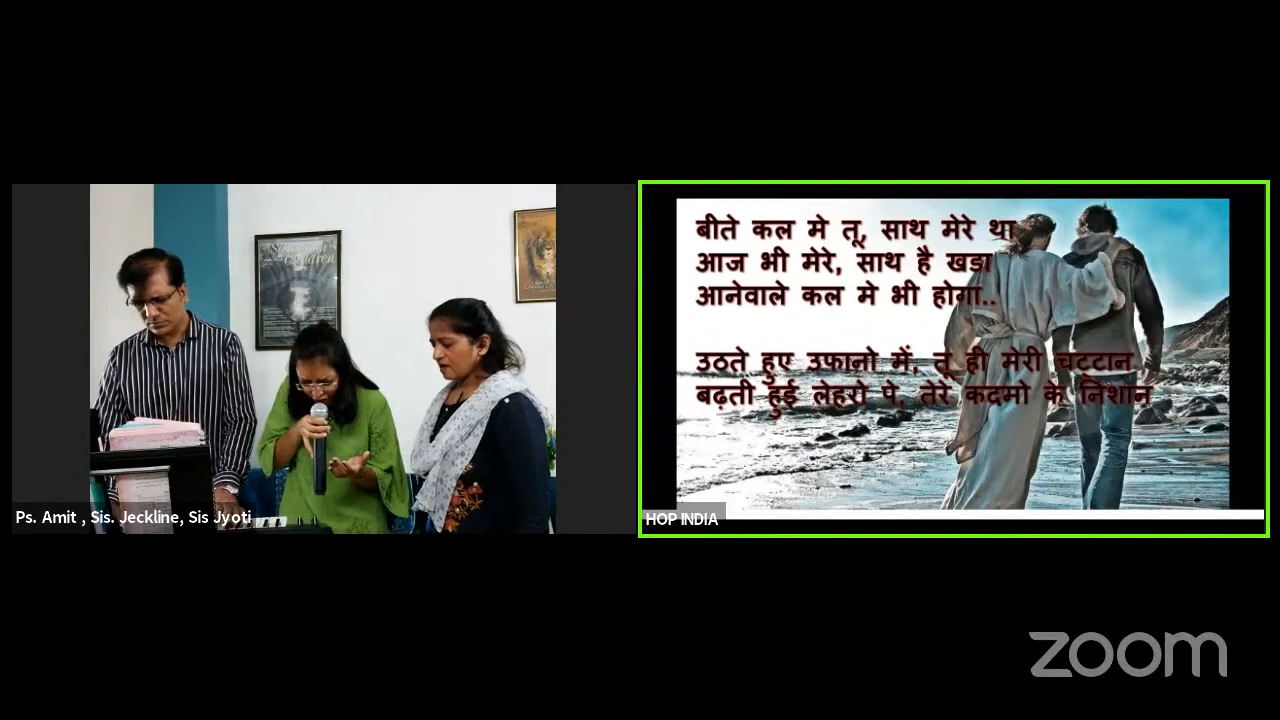 Ps. Amit , Sis. Jeckline, Sis Jyoti
बीते कल मे तू, साथ मेरे था
आज भी मेरे, साथ है खडा
आनेवाले कल मे भी होगा..
उठते हुए उफानो में, तू ही मेरी चट्टान
बढ़ती हुई लेहरो पे, तेरे कदमो के निशान
HOP INDIA
zoom